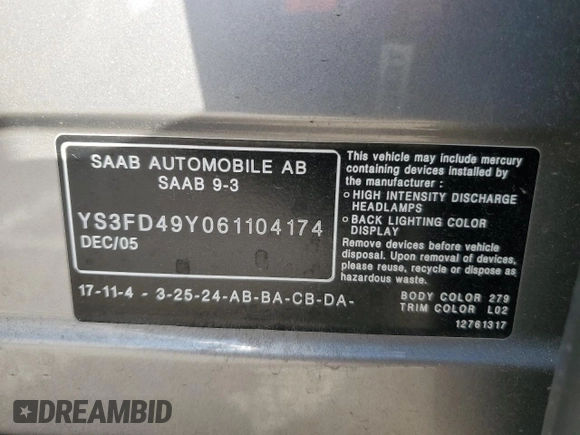 SAAB AUTOMOBILE AB
SAAB 9-3
YS3FD49Y061104174
DEC/05
17-11-4 - 3-25-24-AB-BA-CB-DA-
This vehicle may include mercury
containing devices installed by
the manufacturer :
○ HIGH INTENSITY DISCHARGE
HEADLAMPS
○ BACK LIGHTING COLOR
DISPLAY
Remove devices before vehicle
disposal. Upon removal of devices,
please reuse, recycle or dispose as
hazardous waste.
BODY COLOR 279
TRIM COLOR L02
12761317
DREAMBID